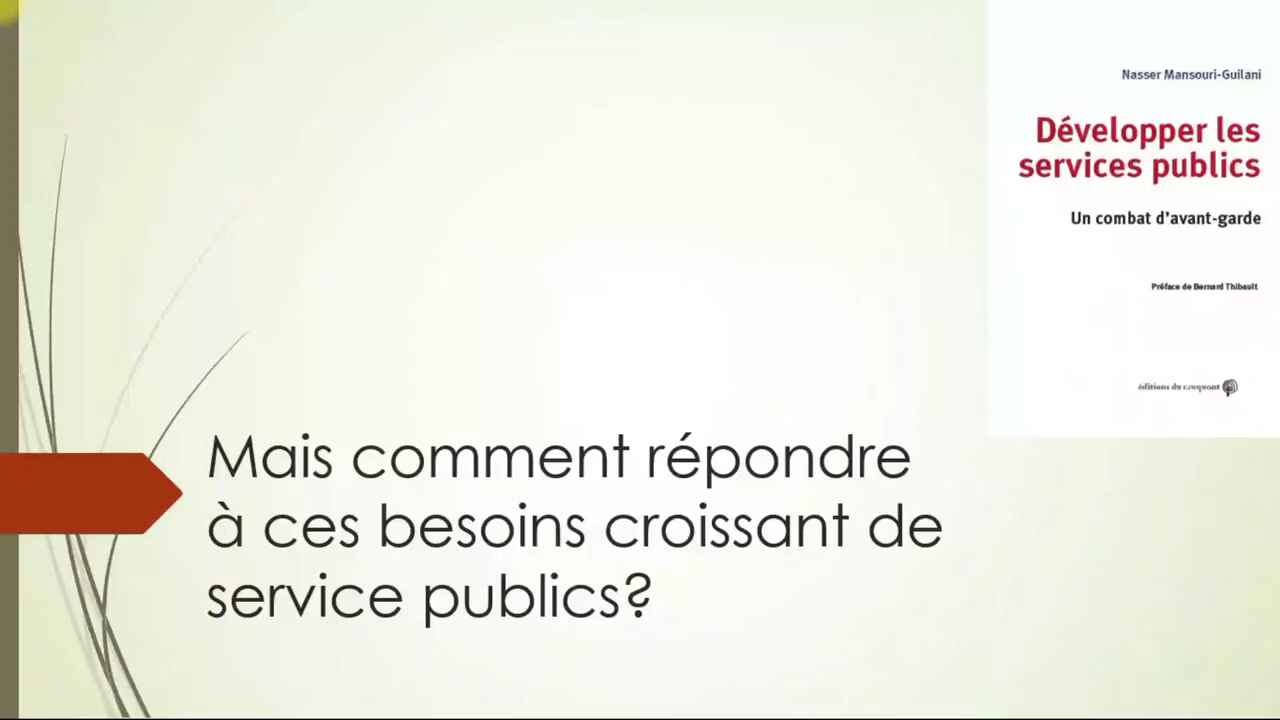 Nasser Mansouri-Guilani
Développer les
services publics
Un combat d'avant-garde
Préface de Bernard Thibault
éditions du croquant
Mais comment répondre
à ces besoins croissant de
service publics?